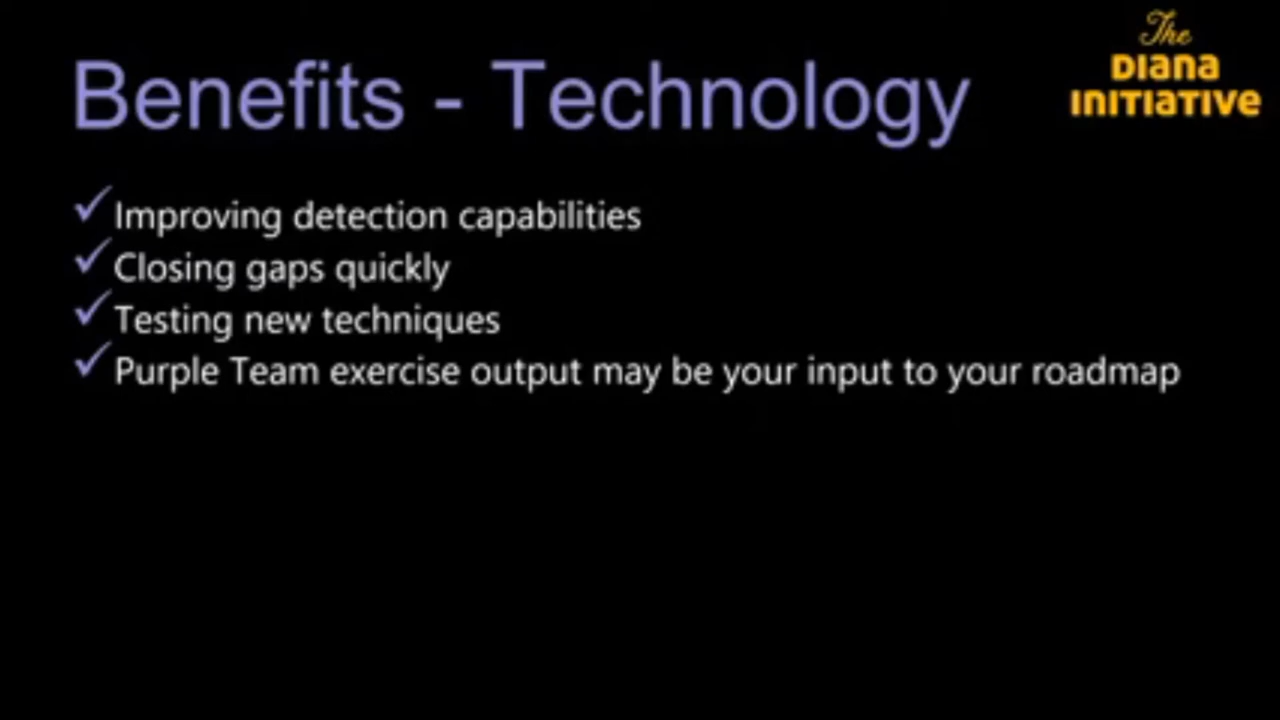 The
DIANA
INITIATIVE
Benefits - Technology
✓Improving detection capabilities
✓Closing gaps quickly
✓Testing new techniques
✓Purple Team exercise output may be your input to your roadmap